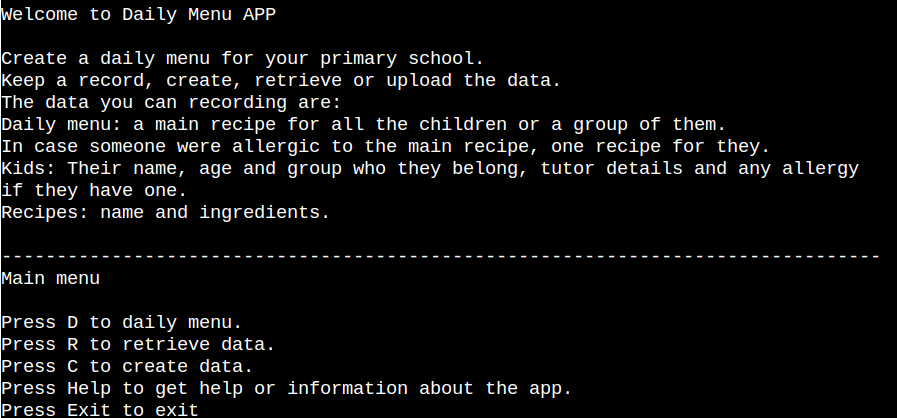 Welcome to Daily Menu APP
Create a daily menu for your primary school.
Keep a record, create, retrieve or upload the data.
The data you can recording are:
Daily menu: a main recipe for all the children or a group of them.
In case someone were allergic to the main recipe, one recipe for they.
Kids: Their name, age and group who they belong, tutor details and any allergy
if they have one.
Recipes: name and ingredients.
--------------------------------------------------------------------------------
Main menu
Press D to daily menu.
Press R to retrieve data.
Press C to create data.
Press Help to get help or information about the app.
Press Exit to exit